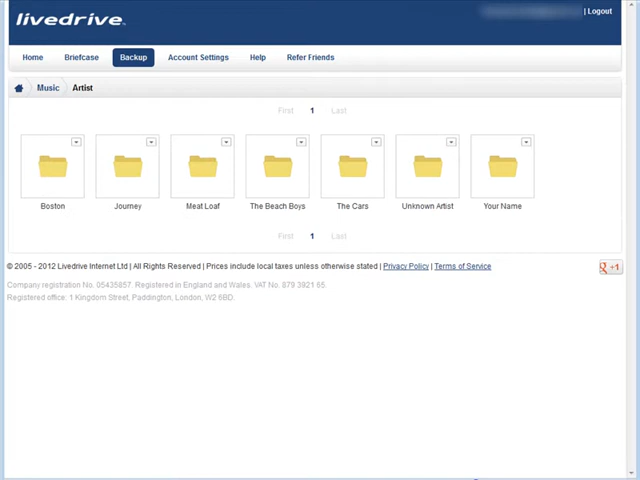 livedrive
| Logout
Home Briefcase Backup Account Settings Help Refer Friends
Music Artist
First 1 Last
Boston Journey Meat Loaf The Beach Boys The Cars Unknown Artist Your Name
First 1 Last
© 2005 - 2012 Livedrive Internet Ltd | All Rights Reserved | Prices include local taxes unless otherwise stated | Privacy Policy | Terms of Service
g +1
Company registration No. 05435857. Registered in England and Wales. VAT No. 879 3921 65.
Registered office: 1 Kingdom Street, Paddington, London, W2 6BD.